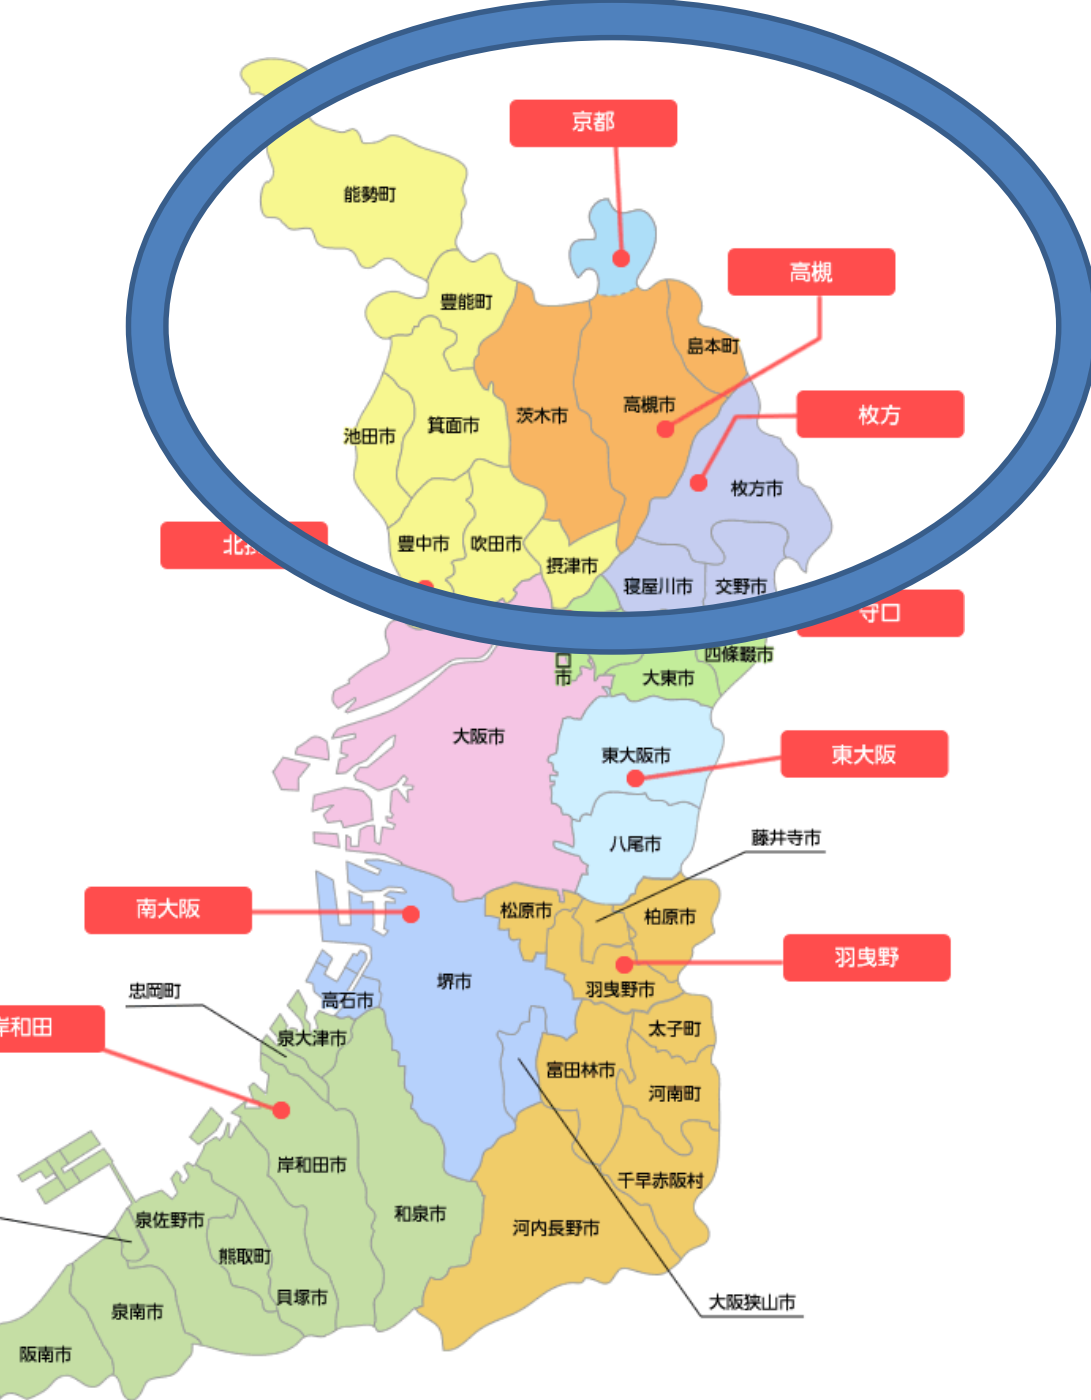 京都
能勢町
高槻
豊能町
島本町
高槻市
枚方
茨木市
箕面市
池田市
枚方市
北摂
豊中市
吹田市
摂津市
寝屋川市
交野市
守口
口市
四條畷市
大東市
大阪市
東大阪市
東大阪
八尾市
藤井寺市
南大阪
松原市
柏原市
羽曳野
堺市
羽曳野市
忠岡町
高石市
岸和田
泉大津市
太子町
富田林市
河南町
岸和田市
千早赤阪村
和泉市
泉佐野市
河内長野市
熊取町
貝塚市
大阪狭山市
泉南市
阪南市